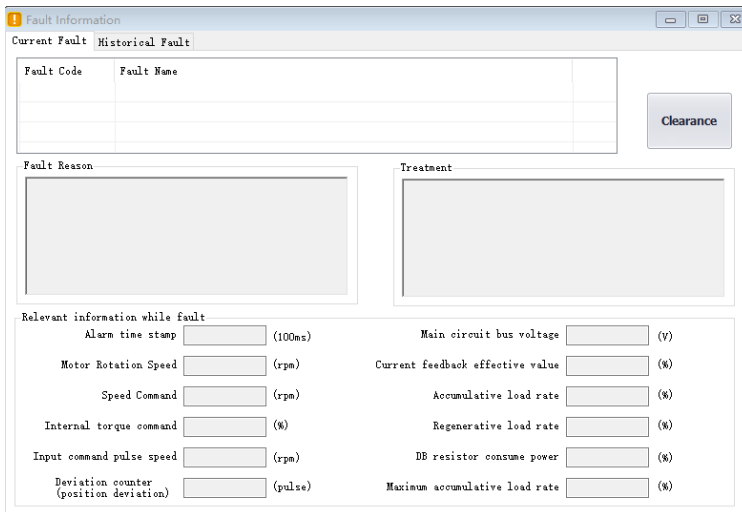 Fault Information
Current Fault Historical Fault
Fault Code Fault Name
Clearance
Fault Reason
Treatment
Relevant information while fault
Alarm time stamp (100ms)
Main circuit bus voltage (V)
Motor Rotation Speed (rpm)
Current feedback effective value (%)
Speed Command (rpm)
Accumulative load rate (%)
Internal torque command (%)
Regenerative load rate (%)
Input command pulse speed (rpm)
DB resistor consume power (%)
Deviation counter
(position deviation) (pulse)
Maximum accumulative load rate (%)